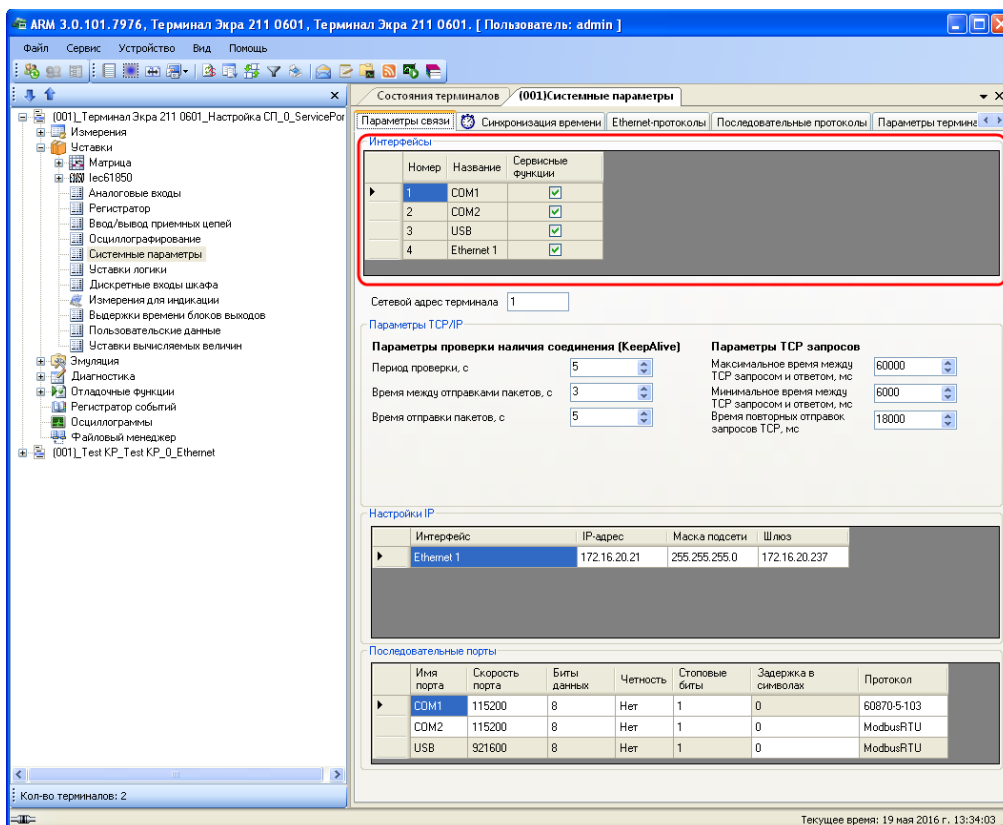 ARM 3.0.101.7976, Терминал Экра 211 0601, Терминал Экра 211 0601. [ Пользователь: admin ]
Файл Сервис Устройство Вид Помощь
(001)_Терминал Экра 211 0601_Настройка СП_0_ServicePor
Измерения
Уставки
Матрица
Iec61850
Аналоговые входы
Регистратор
Ввод/вывод приемных цепей
Осциллографирование
Системные параметры
Уставки логики
Дискретные входы шкафа
Измерения для индикации
Выдержки времени блоков выходов
Пользовательские данные
Уставки вычисляемых величин
Эмуляция
Диагностика
Отладочные функции
Регистратор событий
Осциллограммы
Файловый менеджер
(001)_Test KP_Test KP_0_Ethernet
Кол-во терминалов: 2
Состояния терминалов (001)Системные параметры
Параметры связи Синхронизация времени Ethernet-протоколы Последовательные протоколы Параметры термина
Интерфейсы
Номер Название Сервисные функции
1 COM1
2 COM2
3 USB
4 Ethernet 1
Сетевой адрес терминала 1
Параметры TCP/IP
Параметры проверки наличия соединения (KeepAlive)
Период проверки, с 5
Время между отправками пакетов, с 3
Время отправки пакетов, с 5
Параметры TCP запросов
Максимальное время между
TCP запросом и ответом, мс 60000
Минимальное время между
TCP запросом и ответом, мс 6000
Время повторных отправок
запросов TCP, мс 18000
Настройки IP
Интерфейс IP-адрес Маска подсети Шлюз
Ethernet 1 172.16.20.21 255.255.255.0 172.16.20.237
Последовательные порты
Имя порта Скорость порта Биты данных Четность Стоповые биты Задержка в символах Протокол
COM1 115200 8 Нет 1 0 60870-5-103
COM2 115200 8 Нет 1 0 ModbusRTU
USB 921600 8 Нет 1 0 ModbusRTU
Текущее время: 19 мая 2016 г. 13:34:03